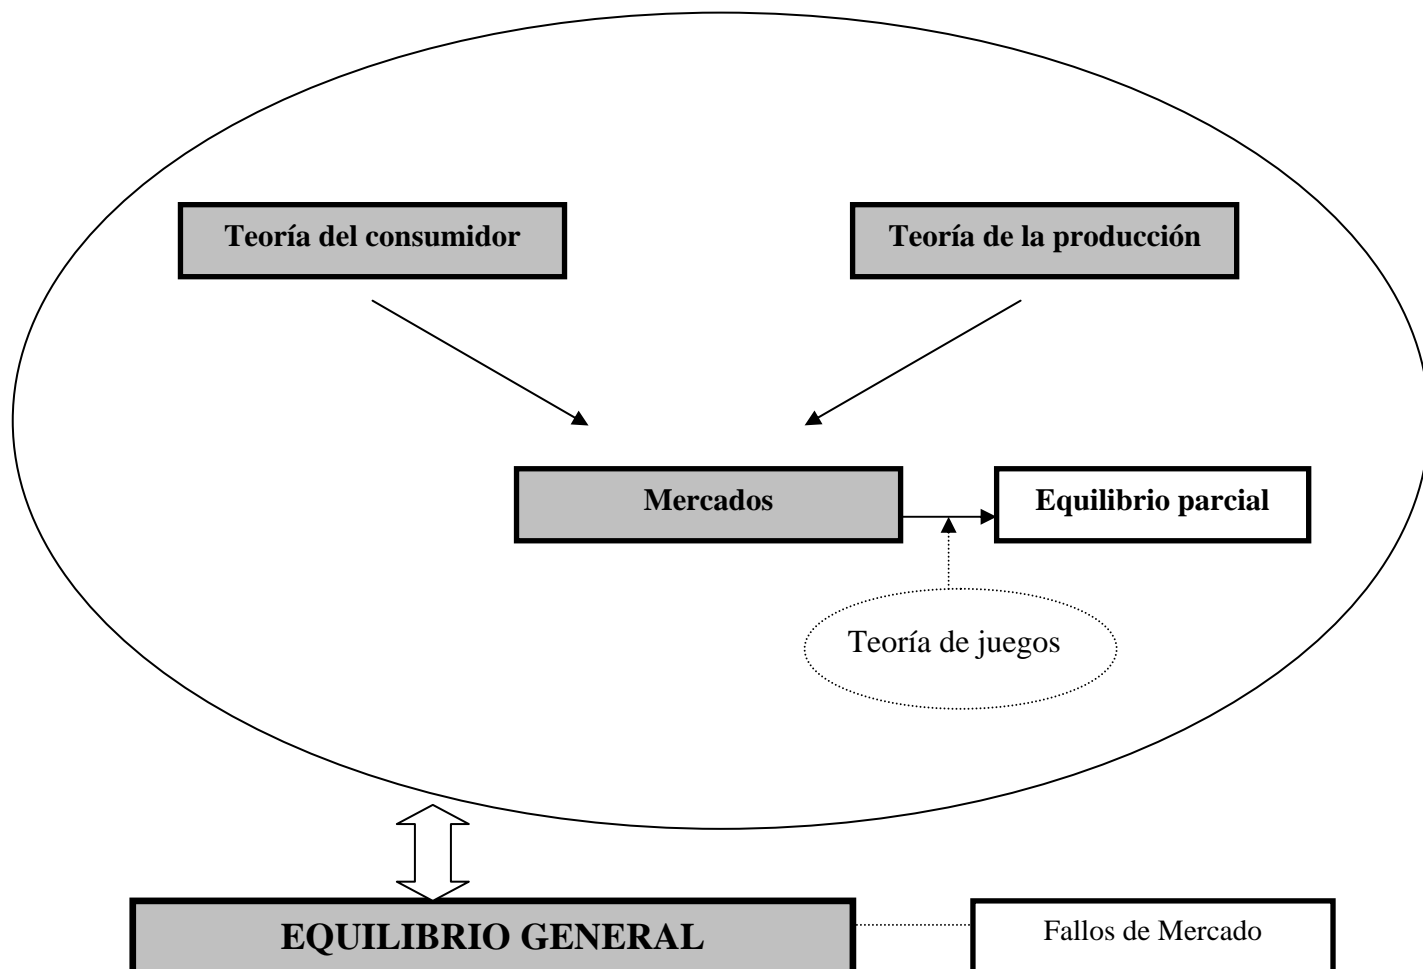 Teoría del consumidor
Teoría de la producción
Mercados
Equilibrio parcial
Teoría de juegos
EQUILIBRIO GENERAL
Fallos de Mercado